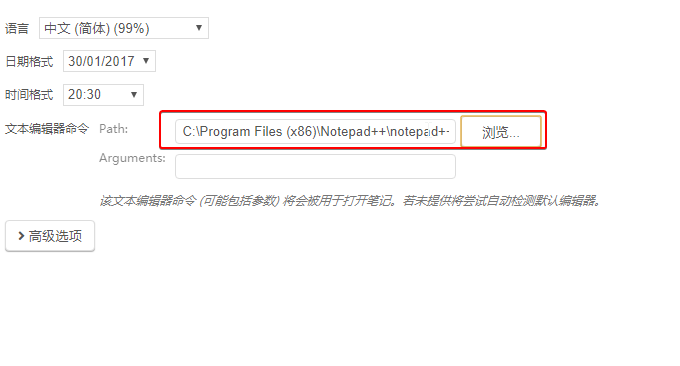 语言 中文 (简体) (99%)
日期格式 30/01/2017
时间格式 20:30
文本编辑器命令 Path: C:\Program Files (x86)\Notepad++\notepad+- 浏览...
Arguments:
该文本编辑器命令 (可能包括参数) 将会被用于打开笔记。若未提供将尝试自动检测默认编辑器。
高级选项